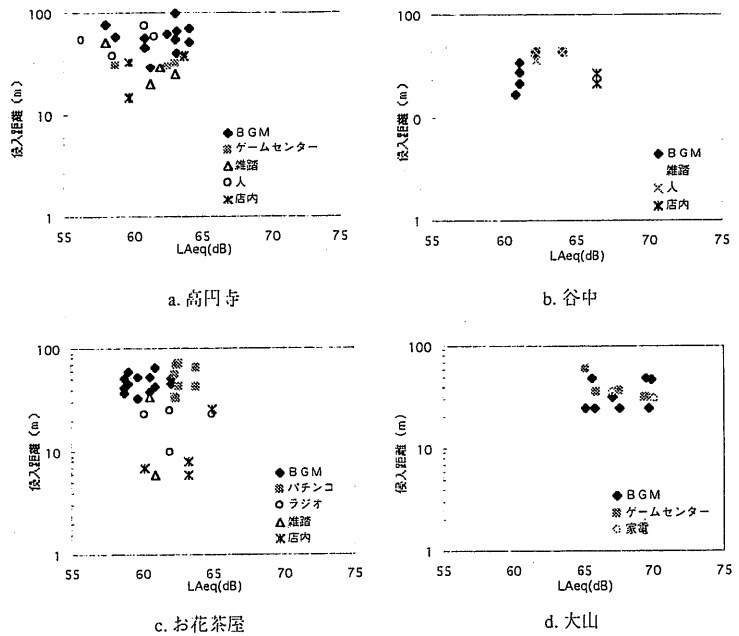 100
10
1
侵入距離 (m)
◆BGM
ゲームセンター
△雑踏
○人
店内
55 60 65 70 75
LAeq(dB)
a. 高円寺
100
0
1
侵入距離 (m)
◆BGM
雑踏
人
店内
55 60 65 70 75
LAeq(dB)
b. 谷中
100
10
1
侵入距離 (m)
◆BGM
パチンコ
○ラジオ
△雑踏
店内
55 60 65 70 75
LAeq(dB)
c. お花茶屋
100
10
1
侵入距離 (m)
◆BGM
ゲームセンター
家電
55 60 65 70 75
LAeq(dB)
d. 大山